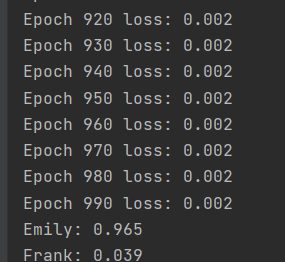 Epoch 920 loss: 0.002
Epoch 930 loss: 0.002
Epoch 940 loss: 0.002
Epoch 950 loss: 0.002
Epoch 960 loss: 0.002
Epoch 970 loss: 0.002
Epoch 980 loss: 0.002
Epoch 990 loss: 0.002
Emily: 0.965
Frank: 0.039